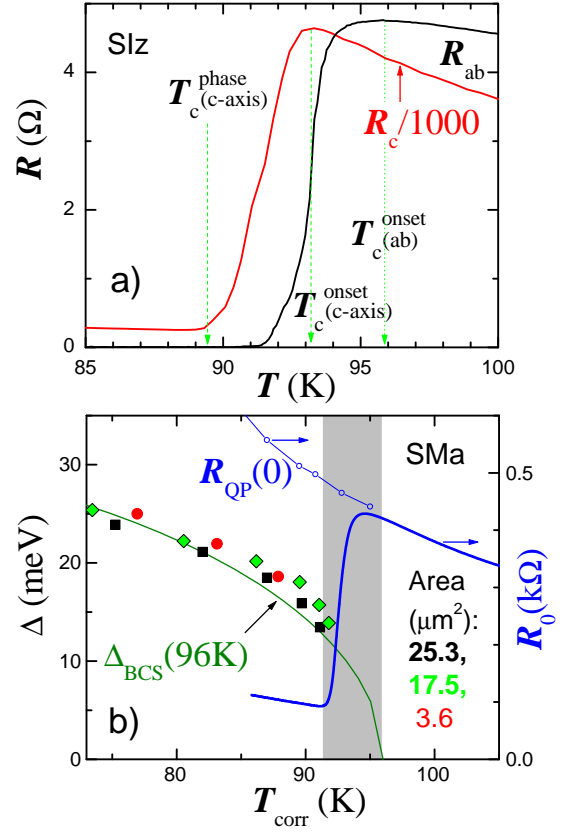 SIz
R_ab
T_c(c-axis)^phase
R_c/1000
R (Ω)
T_c(ab)^onset
T_c(c-axis)^onset
a)
4
2
0
85
90
95
100
T (K)
SMa
R_QP(0)
30
20
10
0
Δ (meV)
0.5
0.0
R_0(kΩ)
Area
(μm²):
25.3,
17.5,
3.6
Δ_BCS(96K)
b)
80
90
100
T_corr (K)